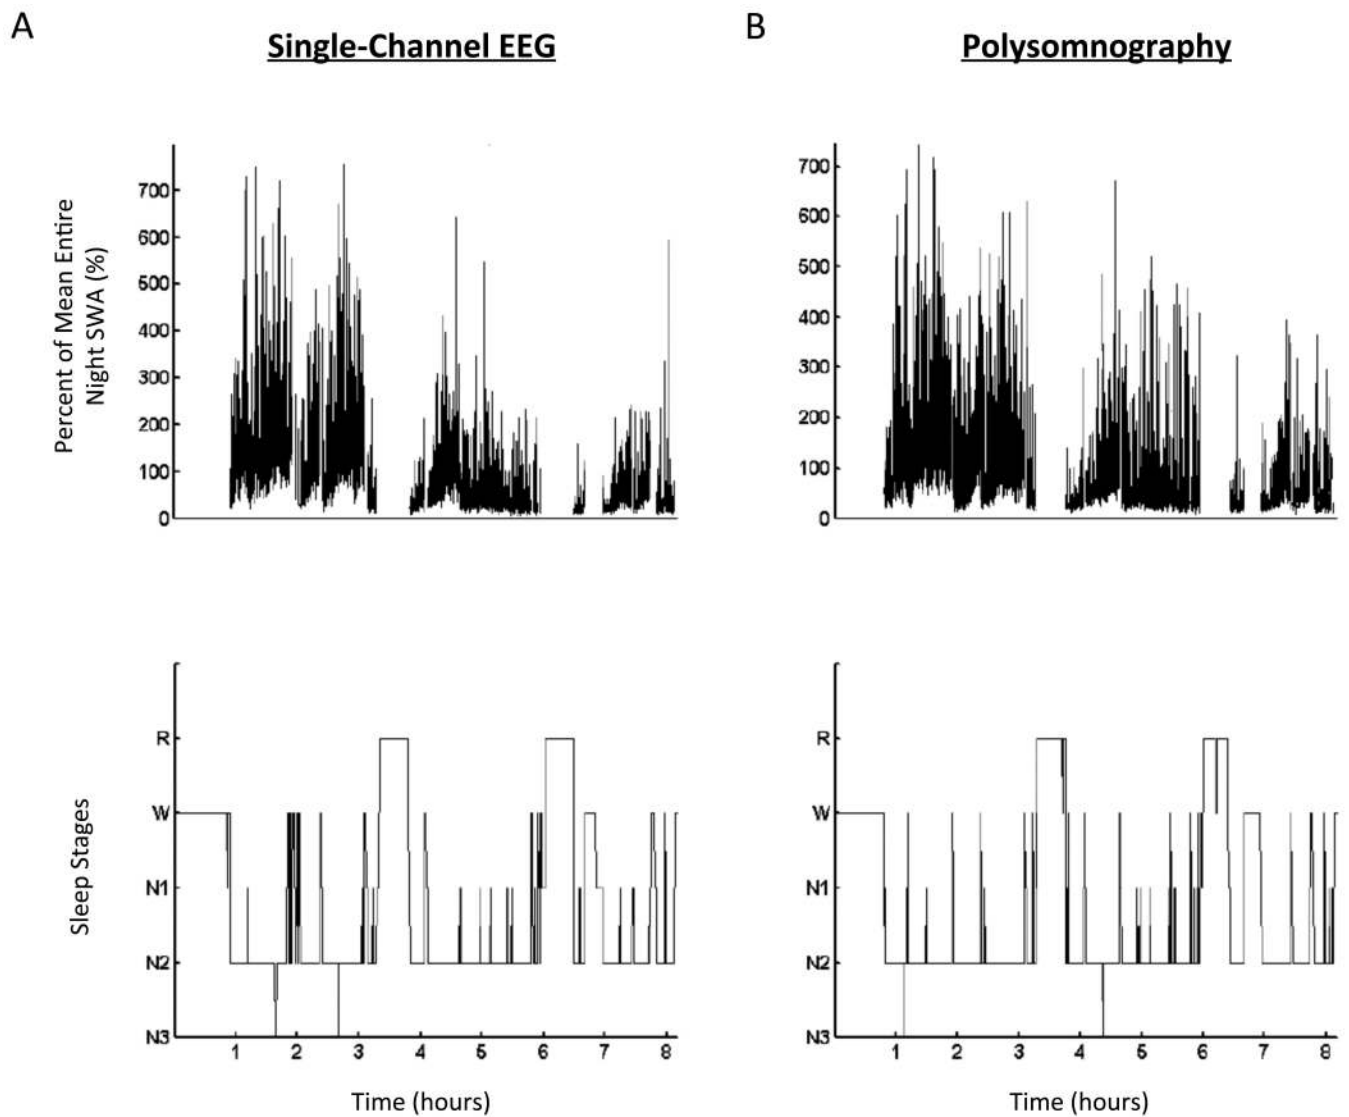 A
Single-Channel EEG
B
Polysomnography
Percent of Mean Entire
Night SWA (%)
700
600
500
400
300
200
100
0
700
600
500
400
300
200
100
0
Sleep Stages
R
W
N1
N2
N3
1 2 3 4 5 6 7 8
Time (hours)
R
W
N1
N2
N3
1 2 3 4 5 6 7 8
Time (hours)